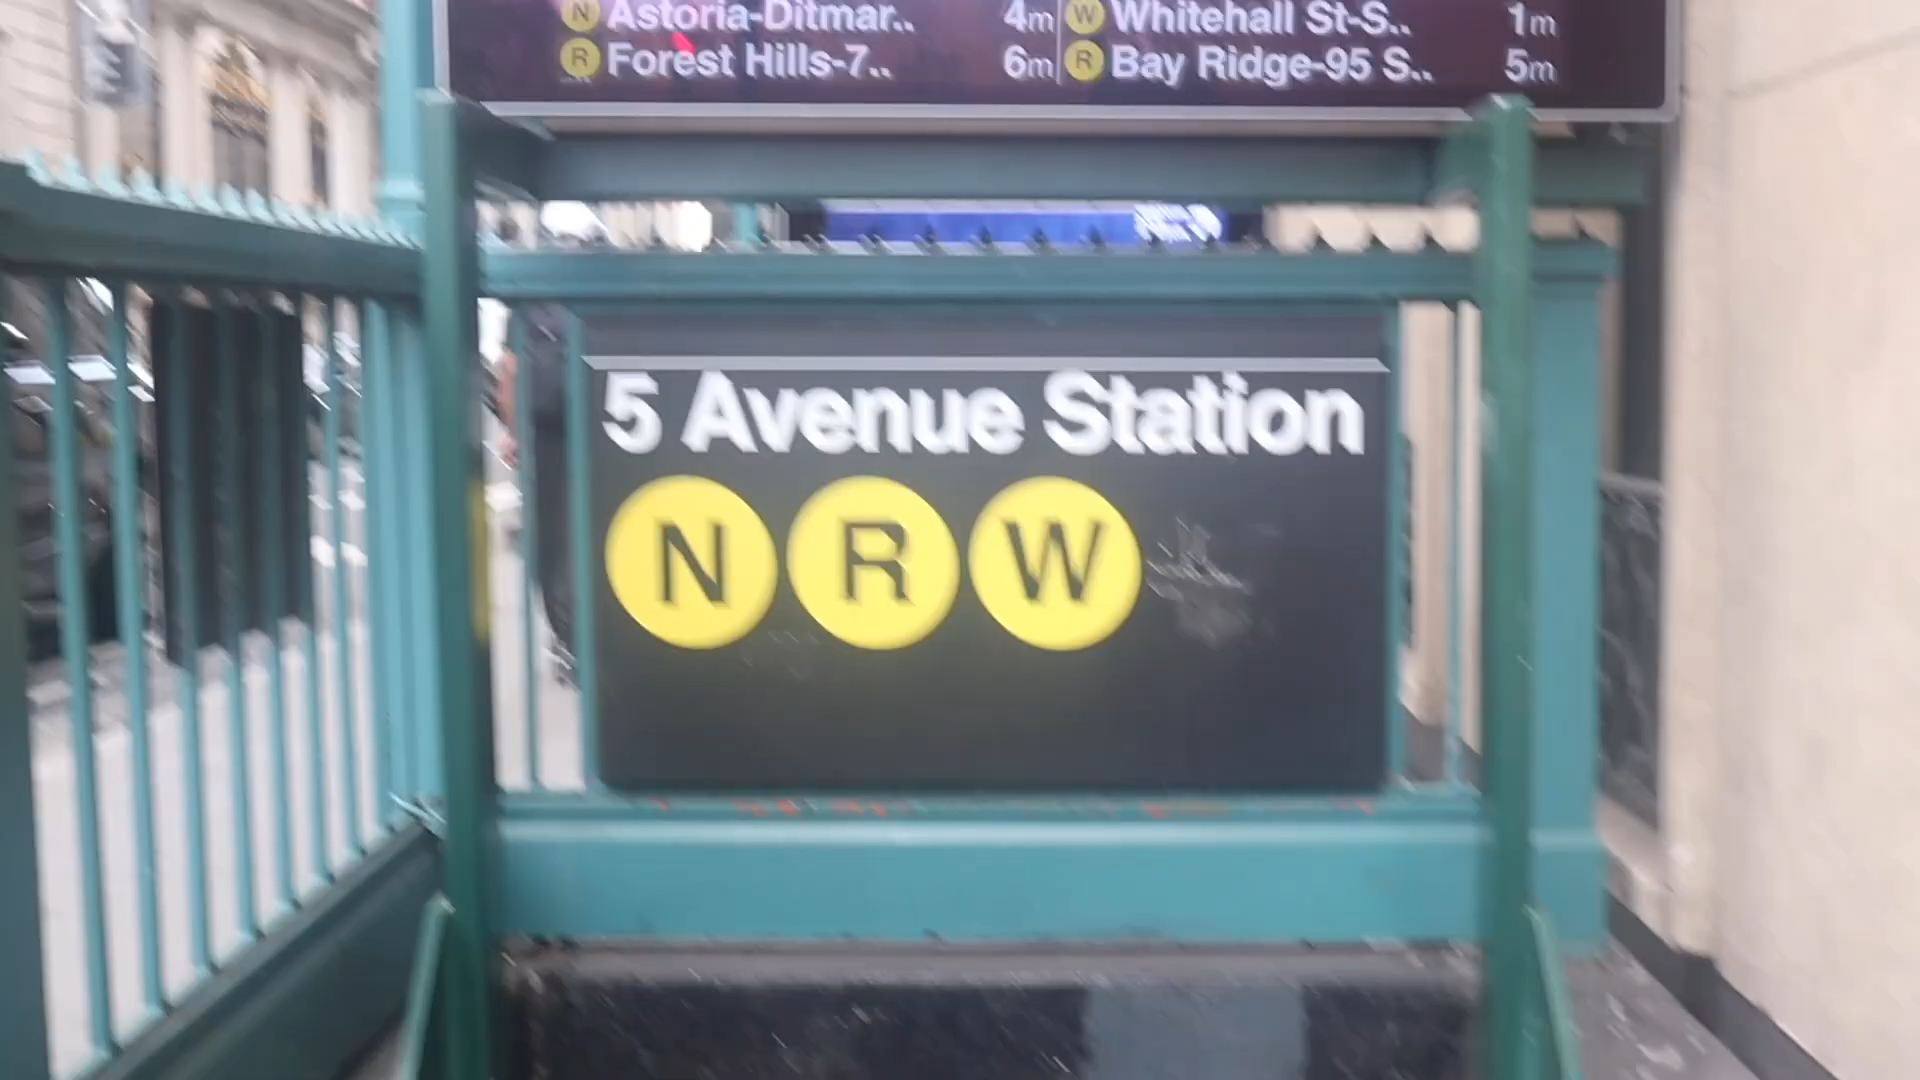 N Astoria-Ditmar.. 4m W Whitehall St-S.. 1m
R Forest Hills-7.. 6m R Bay Ridge-95 S.. 5m
5 Avenue Station
N R W